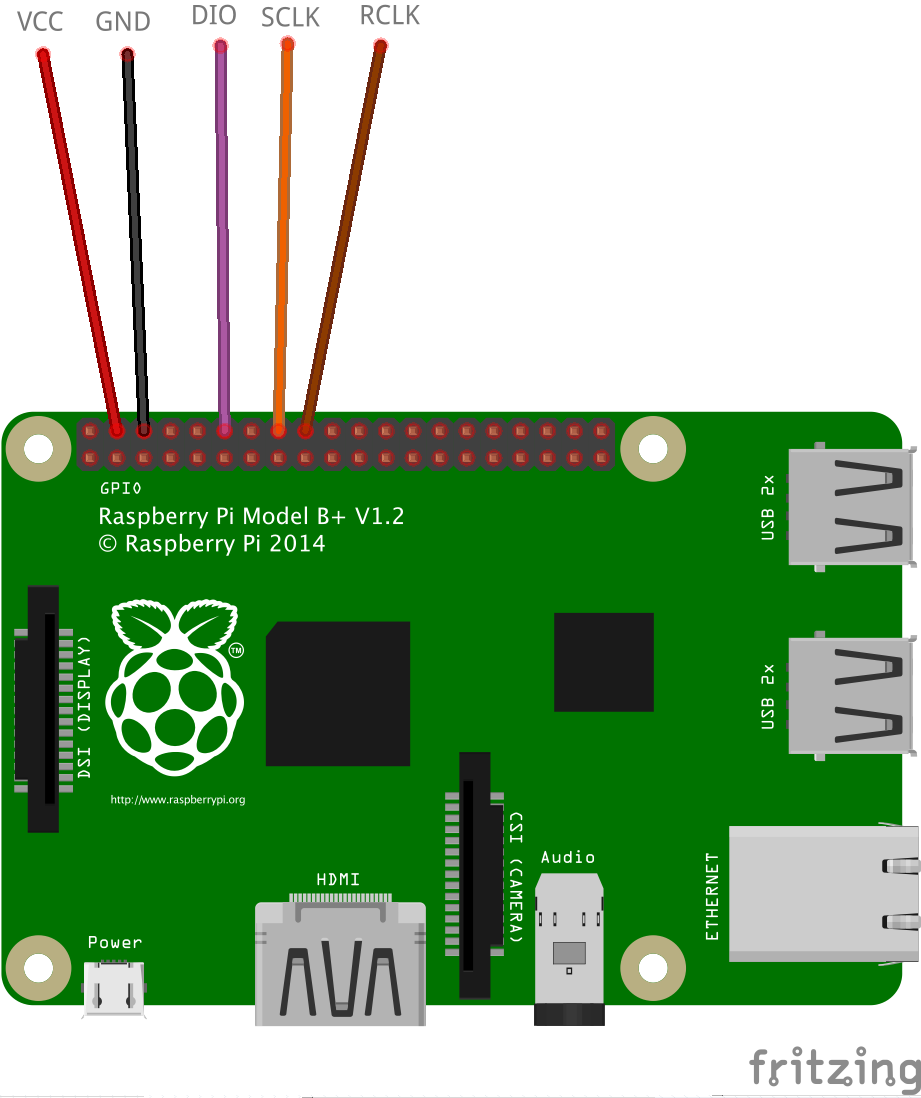 VCC GND DIO SCLK RCLK
GPIO
Raspberry Pi Model B+ V1.2
© Raspberry Pi 2014
USB 2x
DSI (DISPLAY)
TM
USB 2x
http://www.raspberrypi.org
CSI (CAMERA)
Audio
ETHERNET
HDMI
Power
fritzing